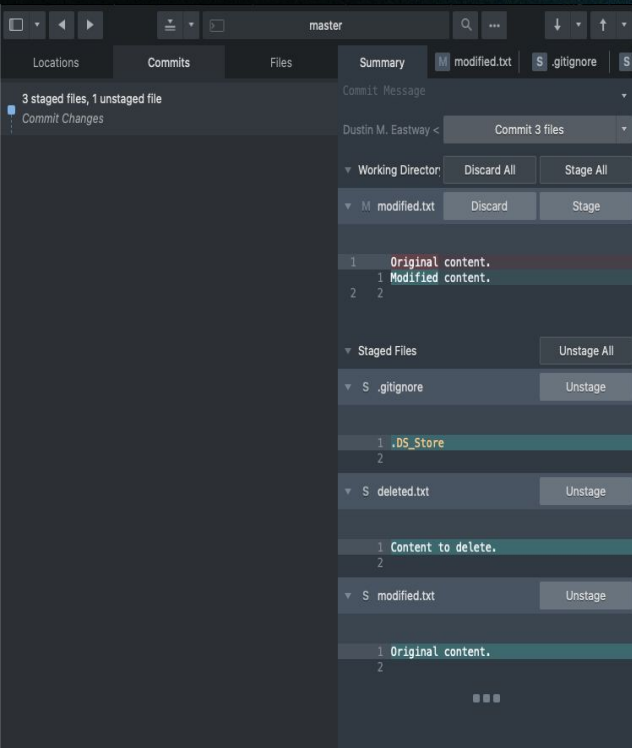 master
Locations Commits Files Summary M modified.txt S .gitignore S
3 staged files, 1 unstaged file
Commit Changes
Commit Message
Dustin M. Eastway < Commit 3 files
Working Directory Discard All Stage All
M modified.txt Discard Stage
1 Original content.
1 Modified content.
2 2
Staged Files Unstage All
S .gitignore Unstage
1 .DS_Store
2
S deleted.txt Unstage
1 Content to delete.
2
S modified.txt Unstage
1 Original content.
2